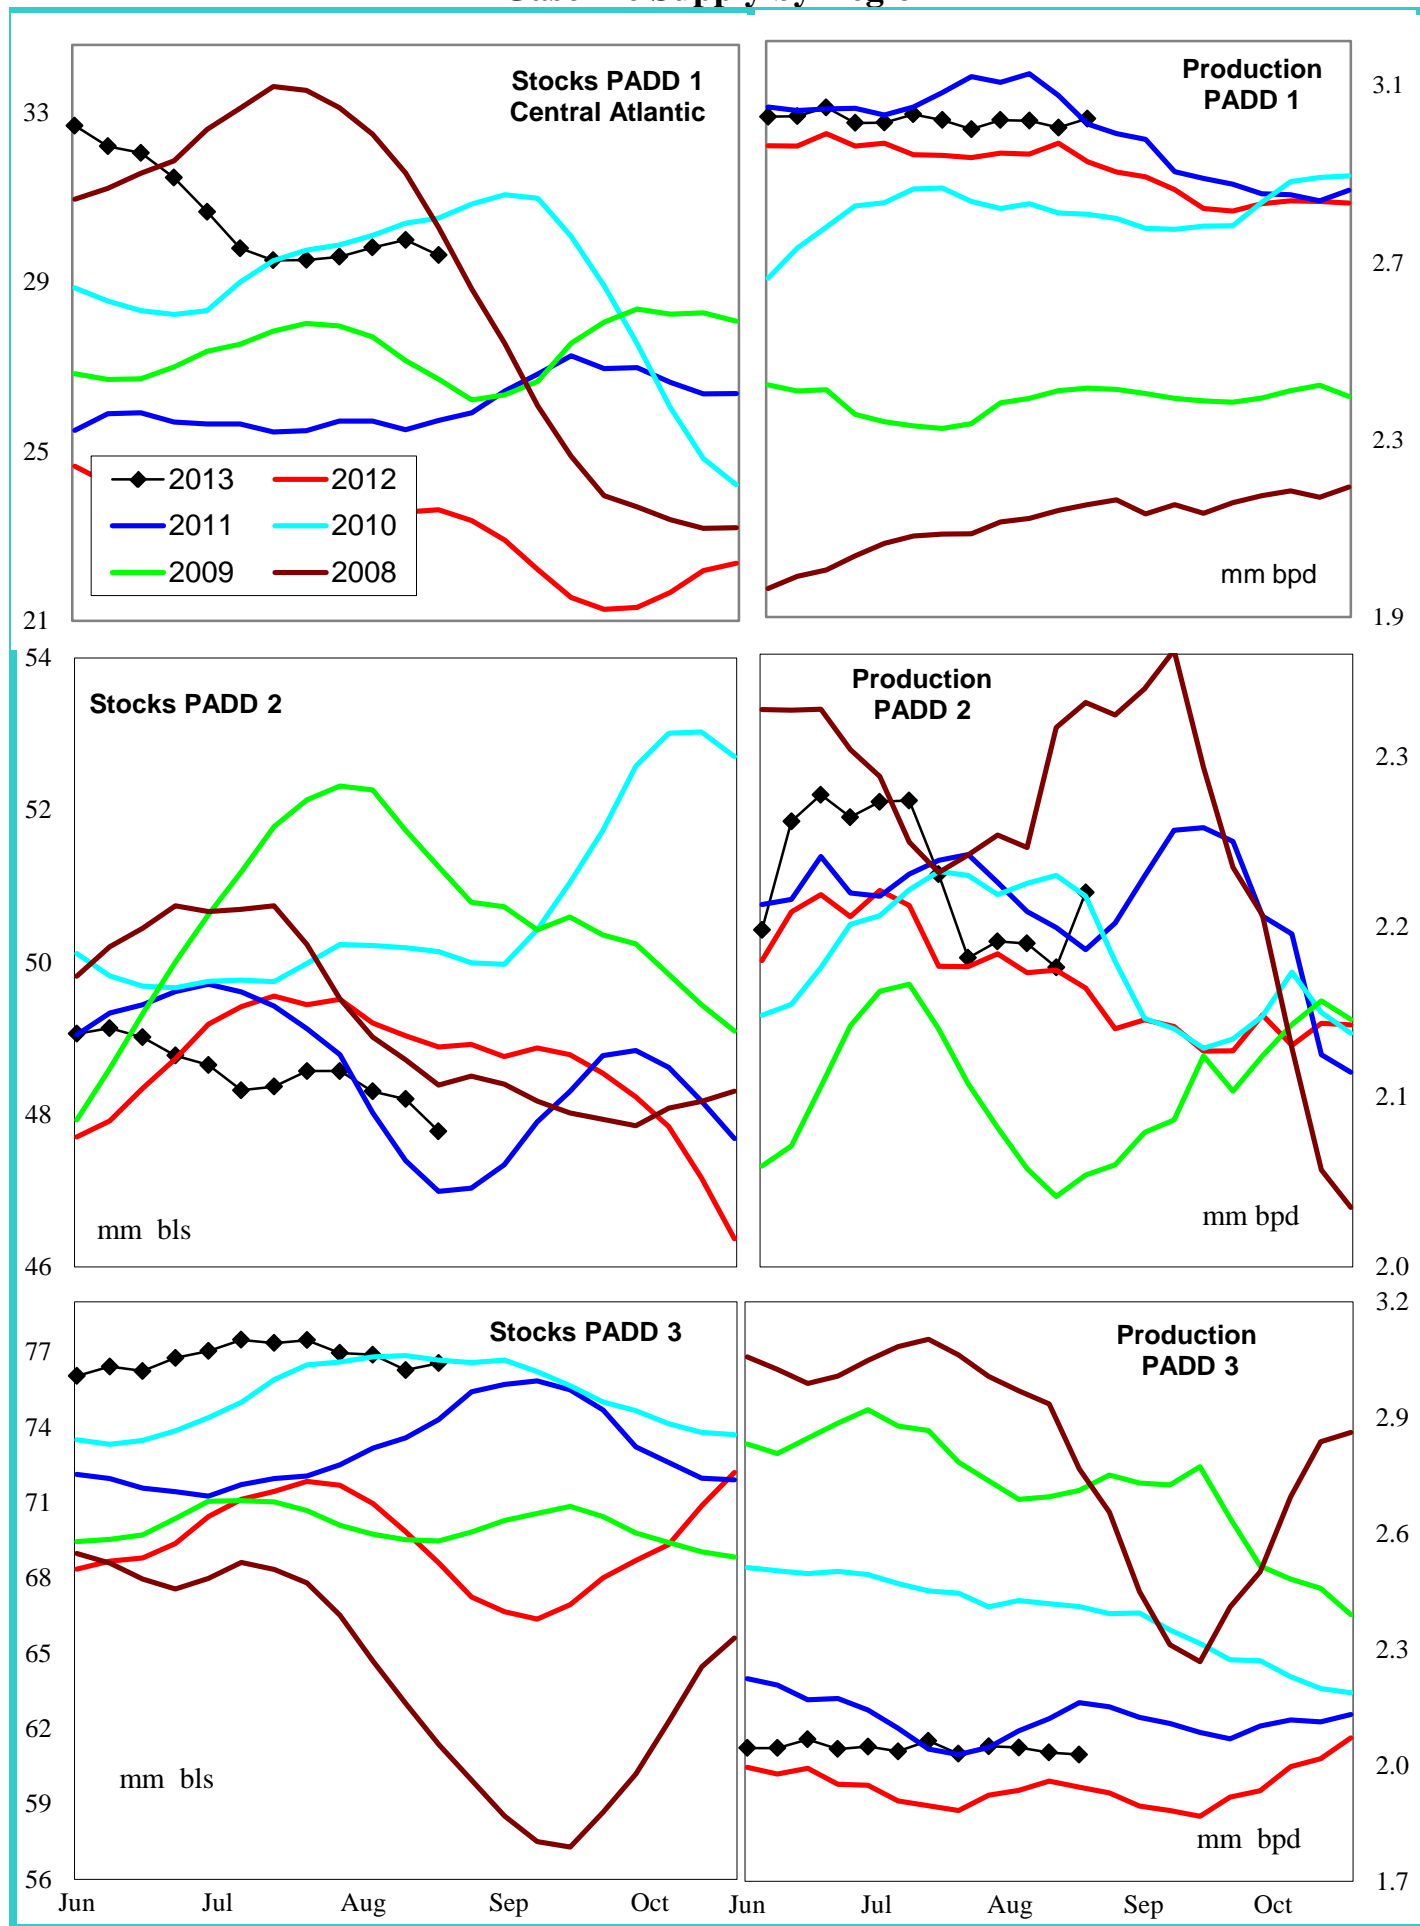 Supply by
Stocks PADD 1
Central Atlantic
33
29
25
21
2013
2012
2011
2010
2009
2008
Production
PADD 1
3.1
2.7
2.3
1.9
mm bpd
54
52
50
48
46
Stocks PADD 2
mm bls
Production
PADD 2
2.3
2.2
2.1
2.0
mm bpd
77
74
71
68
65
62
59
56
Stocks PADD 3
mm bls
Jun Jul Aug Sep Oct
Production
PADD 3
3.2
2.9
2.6
2.3
2.0
1.7
mm bpd
Jun Jul Aug Sep Oct